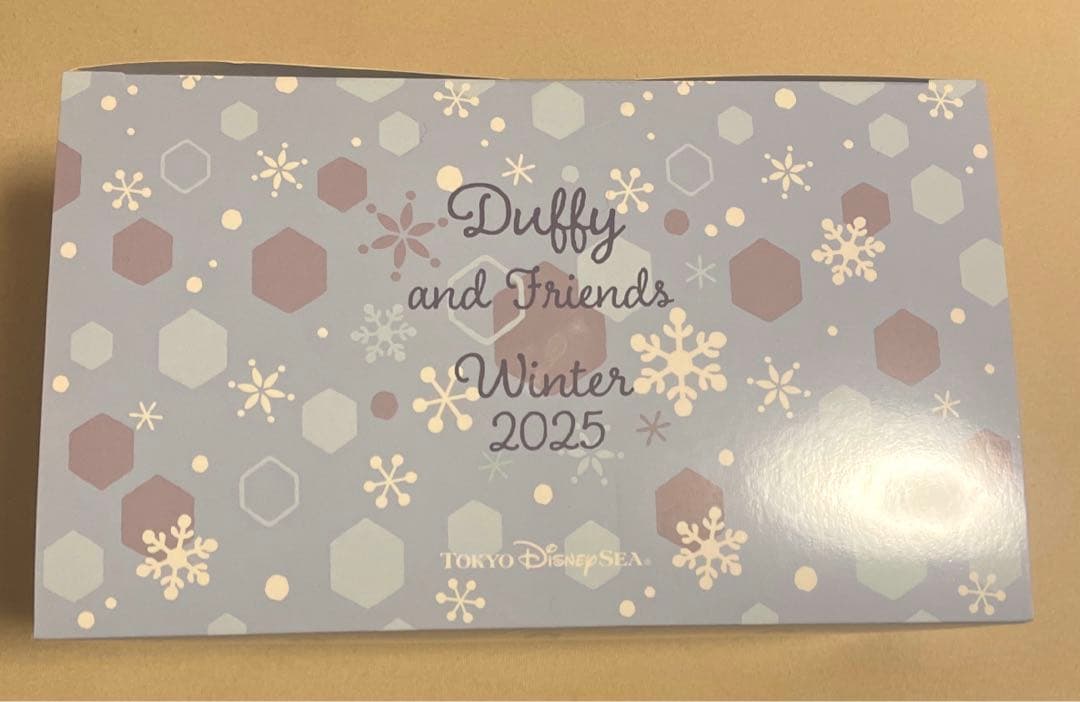 Duffy
and Friends
Winter
2025
TOKYO DISNEYSEA®